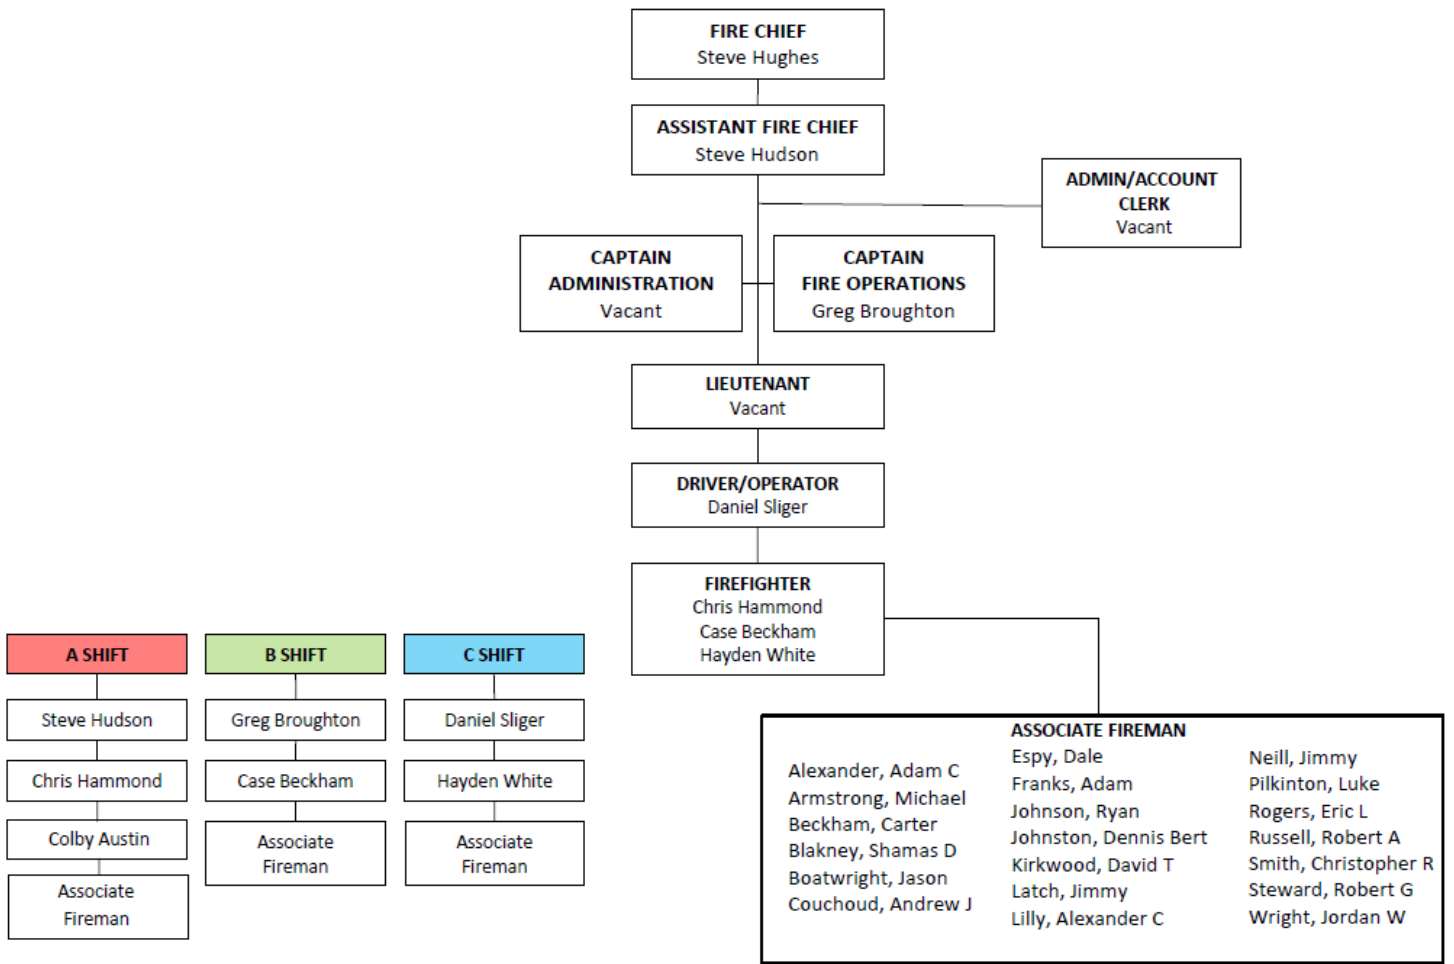 FIRE CHIEF
Steve Hughes
ASSISTANT FIRE CHIEF
Steve Hudson
ADMIN/ACCOUNT
CLERK
Vacant
CAPTAIN
ADMINISTRATION
Vacant
CAPTAIN
FIRE OPERATIONS
Greg Broughton
LIEUTENANT
Vacant
DRIVER/OPERATOR
Daniel Sliger
FIREFIGHTER
Chris Hammond
Case Beckham
Hayden White
A SHIFT
Steve Hudson
Chris Hammond
Colby Austin
Associate
Fireman
B SHIFT
Greg Broughton
Case Beckham
Associate
Fireman
C SHIFT
Daniel Sliger
Hayden White
Associate
Fireman
ASSOCIATE FIREMAN
Alexander, Adam C
Armstrong, Michael
Beckham, Carter
Blakney, Shamas D
Boatwright, Jason
Couchoud, Andrew J
Espy, Dale
Franks, Adam
Johnson, Ryan
Johnston, Dennis Bert
Kirkwood, David T
Latch, Jimmy
Lilly, Alexander C
Neill, Jimmy
Pilkinton, Luke
Rogers, Eric L
Russell, Robert A
Smith, Christopher R
Steward, Robert G
Wright, Jordan W